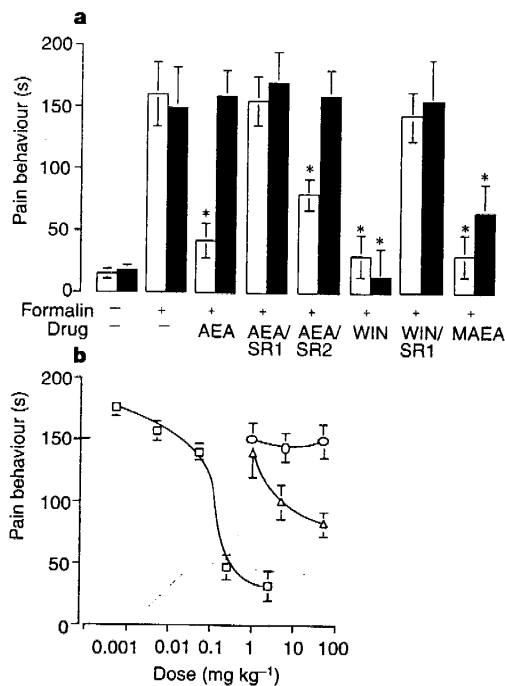 a
Pain behaviour (s)
200
150
100
50
0
* * * * * * *
Formalin – + + + + + + +
Drug – – AEA AEA/ AEA/ WIN WIN/ MAEA
SR1 SR2 SR1
b
Pain behaviour (s)
200
150
100
50
0
0.001 0.01 0.1 1 10 100
Dose (mg kg⁻¹)